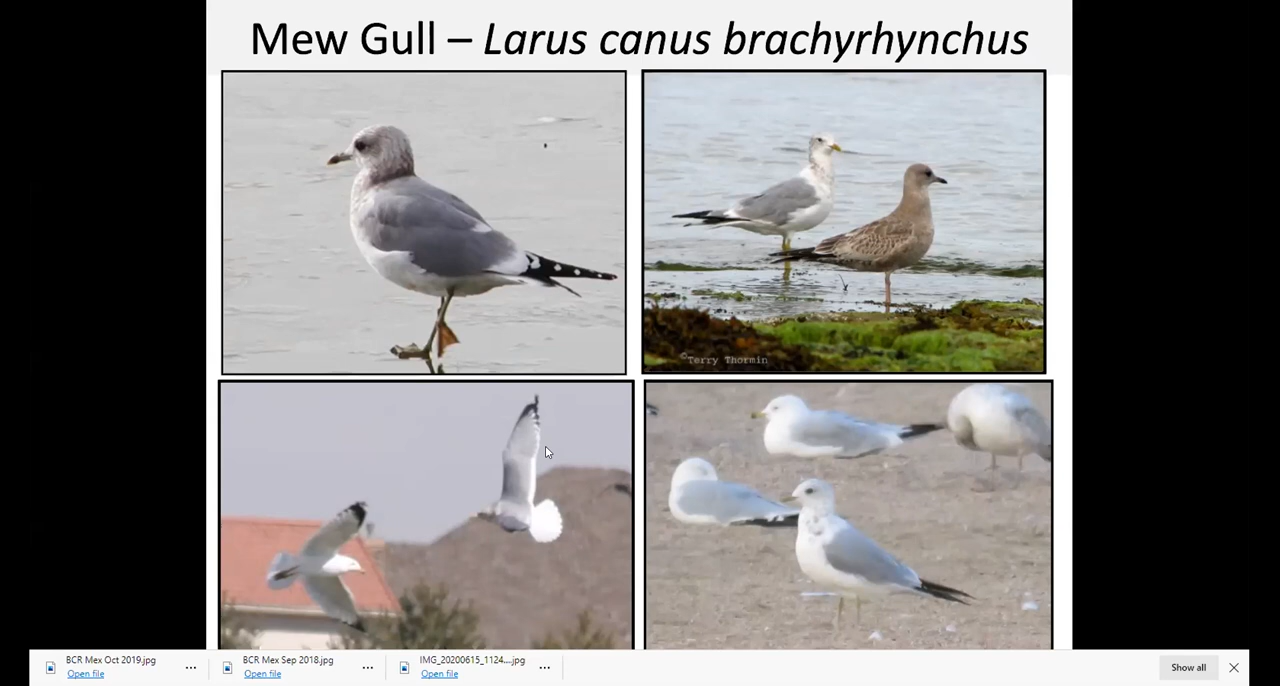 Mew Gull – Larus canus brachyrhynchus
©Terry Thormin
BCR Mex Oct 2019.jpg
Open file
BCR Mex Sep 2018.jpg
Open file
IMG_20200615_1124....jpg
Open file
Show all